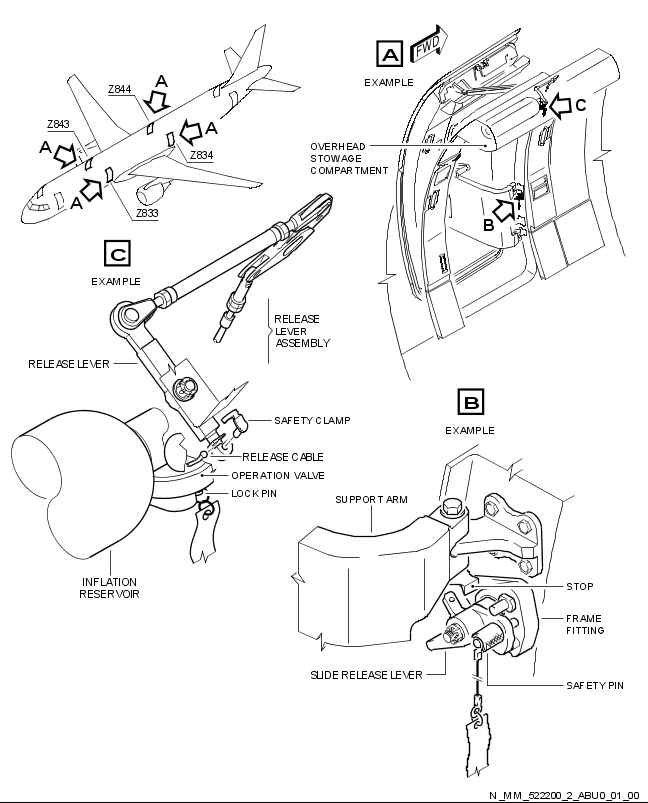 A
FWD
EXAMPLE
Z844
A
Z843
A
A
Z834
A
Z833
C
OVERHEAD
STOWAGE
COMPARTMENT
B
C
EXAMPLE
RELEASE
LEVER
ASSEMBLY
RELEASE LEVER
SAFETY CLAMP
RELEASE CABLE
OPERATION VALVE
LOCK PIN
INFLATION
RESERVOIR
B
EXAMPLE
SUPPORT ARM
STOP
FRAME
FITTING
SLIDE RELEASE LEVER
SAFETY PIN
N_MM_522200_2_ABU0_01_00